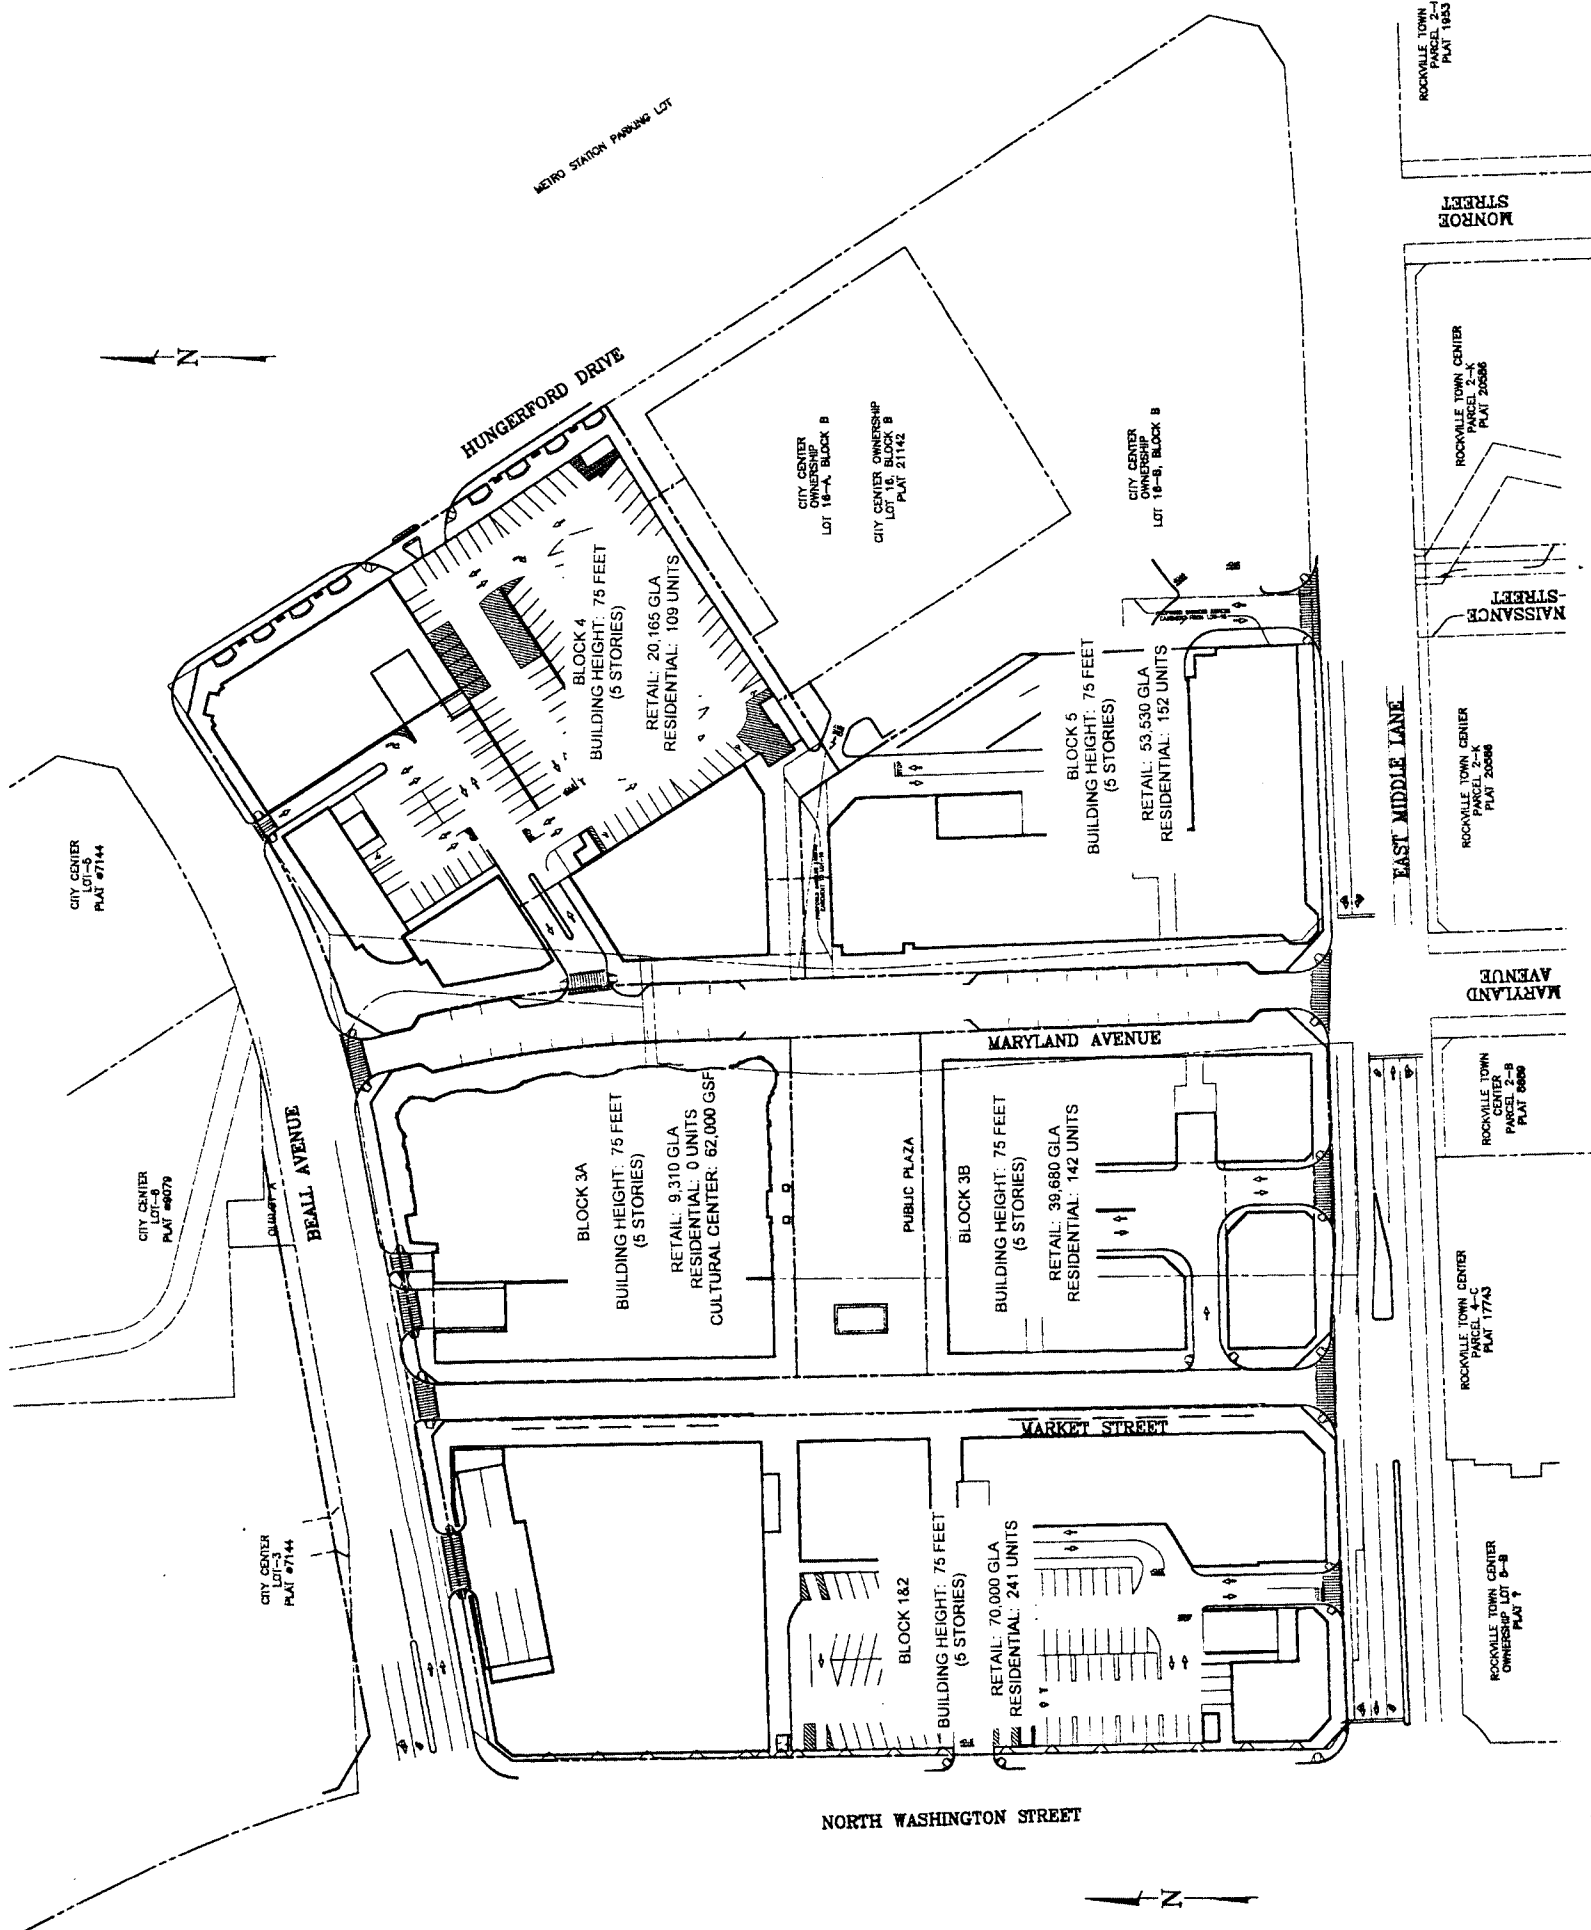 METRO STATION PARKING LOT
ROCKVILLE TOWN
PARCEL 2-
PLAT 1953
MONROE
STREET
N
HUNGERFORD DRIVE
CITY CENTER
LOT-5
PLAT #7144
BLOCK 4
BUILDING HEIGHT: 75 FEET
(5 STORIES)
RETAIL: 20,165 GLA
RESIDENTIAL: 109 UNITS
CITY CENTER
OWNERSHIP
LOT 16-A, BLOCK B
CITY CENTER OWNERSHIP
LOT 16, BLOCK B
PLAT 21142
CITY CENTER
OWNERSHIP
LOT 16-B, BLOCK B
ROCKVILLE TOWN CENTER
PARCEL 2-K
PLAT 20586
NAISSANCE
STREET
BLOCK 5
BUILDING HEIGHT: 75 FEET
(5 STORIES)
RETAIL: 53,530 GLA
RESIDENTIAL: 152 UNITS
EAST MIDDLE LANE
ROCKVILLE TOWN CENTER
PARCEL 2-K
PLAT 20586
MARYLAND
AVENUE
MARYLAND AVENUE
CITY CENTER
LOT-6
PLAT #9079
OUTLOT A
BEALL AVENUE
BLOCK 3A
BUILDING HEIGHT: 75 FEET
(5 STORIES)
RETAIL: 9,310 GLA
RESIDENTIAL: 0 UNITS
CULTURAL CENTER: 62,000 GSF
PUBLIC PLAZA
BLOCK 3B
BUILDING HEIGHT: 75 FEET
(5 STORIES)
RETAIL: 39,680 GLA
RESIDENTIAL: 142 UNITS
ROCKVILLE TOWN
CENTER
PARCEL 2-B
PLAT 8889
ROCKVILLE TOWN CENTER
PARCEL 4-C
PLAT 17743
MARKET STREET
CITY CENTER
LOT-3
PLAT #7144
BLOCK 1&2
BUILDING HEIGHT: 75 FEET
(5 STORIES)
RETAIL: 70,000 GLA
RESIDENTIAL: 241 UNITS
ROCKVILLE TOWN CENTER
OWNERSHIP LOT 5-B
PLAT ?
NORTH WASHINGTON STREET
N